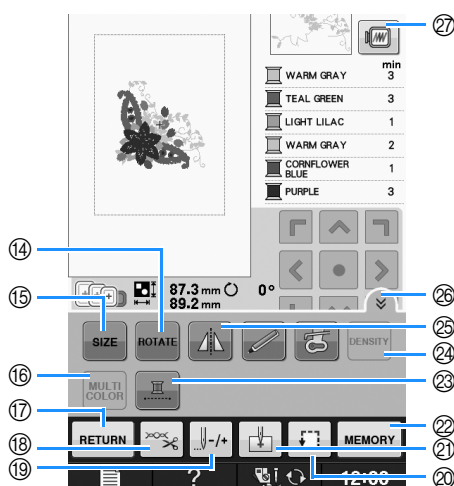 ㉗
min
WARM GRAY 3
TEAL GREEN 3
LIGHT LILAC 1
WARM GRAY 2
CORNFLOWER
BLUE 1
PURPLE 3
⑭
⑮
87.3 mm 0°
89.2 mm
㉖
SIZE ROTATE DENSITY
㉕
㉔
⑯
MULTI
COLOR
㉓
⑰
RETURN -/+ MEMORY
㉒
⑱
⑲
㉑
⑳
?